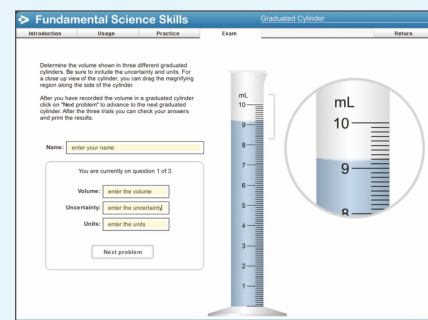 Fundamental Science Skills
Graduated Cylinder
Introduction
Usage
Practice
Exam
Return
Determine the volume shown in three different graduated
cylinders. Be sure to include the uncertainty and units. For
a close up view of the cylinder, you can drag the magnifying
region along the side of the cylinder.
After you have recorded the volume in a graduated cylinder
click on "Next problem" to advance to the next graduated
cylinder. After the three trials you can check your answers
and print the results.
Name: enter your name
You are currently on question 1 of 3.
Volume: enter the volume
Uncertainty: enter the uncertainty
Units: enter the units
Next problem
mL
10
9
8
7
6
5
4
3
2
1
mL
10
9
8